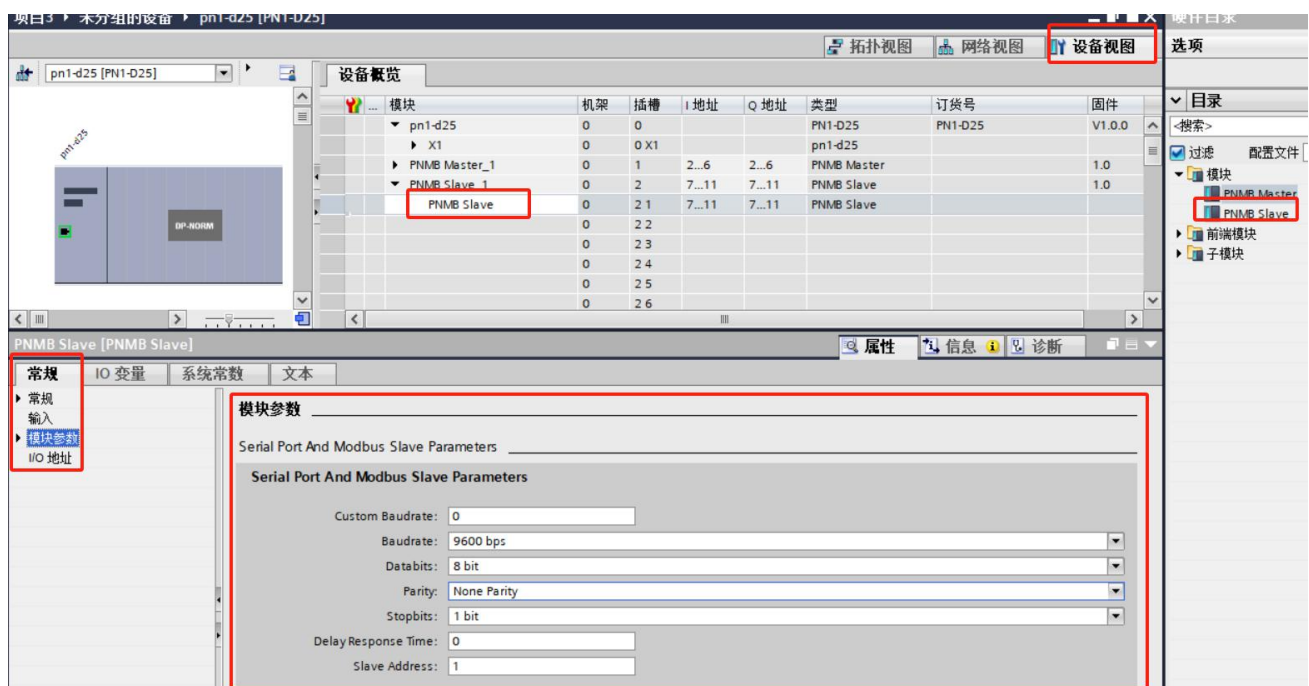 项目3 ▸ 未分组的设备 ▸ pn1-d25 [PN1-D25]
硬件目录
拓扑视图 网络视图 设备视图
选项
pn1-d25 [PN1-D25]
设备概览
... 模块 机架 插槽 I 地址 Q 地址 类型 订货号 固件
pn1-d25 0 0 PN1-D25 PN1-D25 V1.0.0
X1 0 0 X1 pn1-d25
PNMB Master_1 0 1 2...6 2...6 PNMB Master 1.0
PNMB Slave_1 0 2 7...11 7...11 PNMB Slave 1.0
PNMB Slave 0 2 1 7...11 7...11 PNMB Slave
0 2 2
0 2 3
0 2 4
0 2 5
0 2 6
pn1-d25
DP-NORM
目录
<搜索>
过滤 配置文件
模块
PNMB Master
PNMB Slave
前端模块
子模块
PNMB Slave [PNMB Slave]
属性 信息 诊断
常规 IO 变量 系统常数 文本
常规
输入
模块参数
I/O 地址
模块参数
Serial Port And Modbus Slave Parameters
Serial Port And Modbus Slave Parameters
Custom Baudrate: 0
Baudrate: 9600 bps
Databits: 8 bit
Parity: None Parity
Stopbits: 1 bit
Delay Response Time: 0
Slave Address: 1